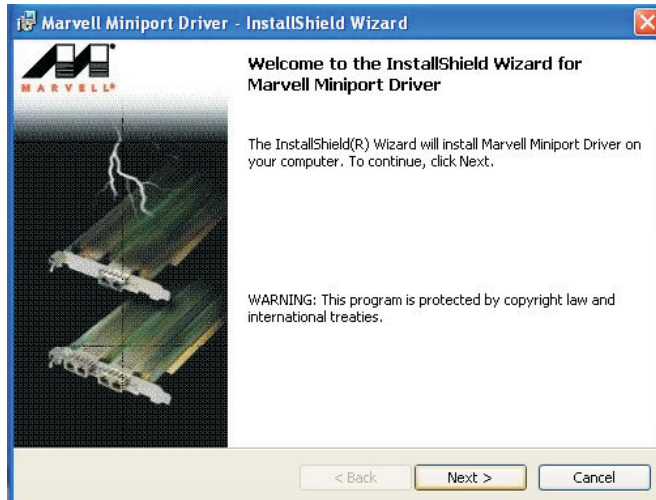 Marvell Miniport Driver - InstallShield Wizard
MARVELL®
Welcome to the InstallShield Wizard for
Marvell Miniport Driver
The InstallShield(R) Wizard will install Marvell Miniport Driver on
your computer. To continue, click Next.
WARNING: This program is protected by copyright law and
international treaties.
< Back
Next >
Cancel